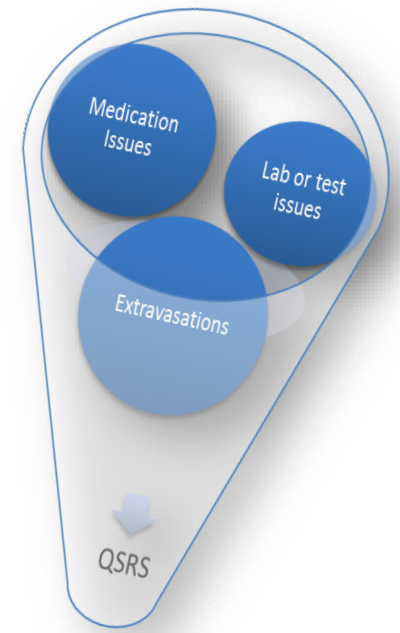 Medication
Issues
Lab or test
issues
Extravasations
QSRS